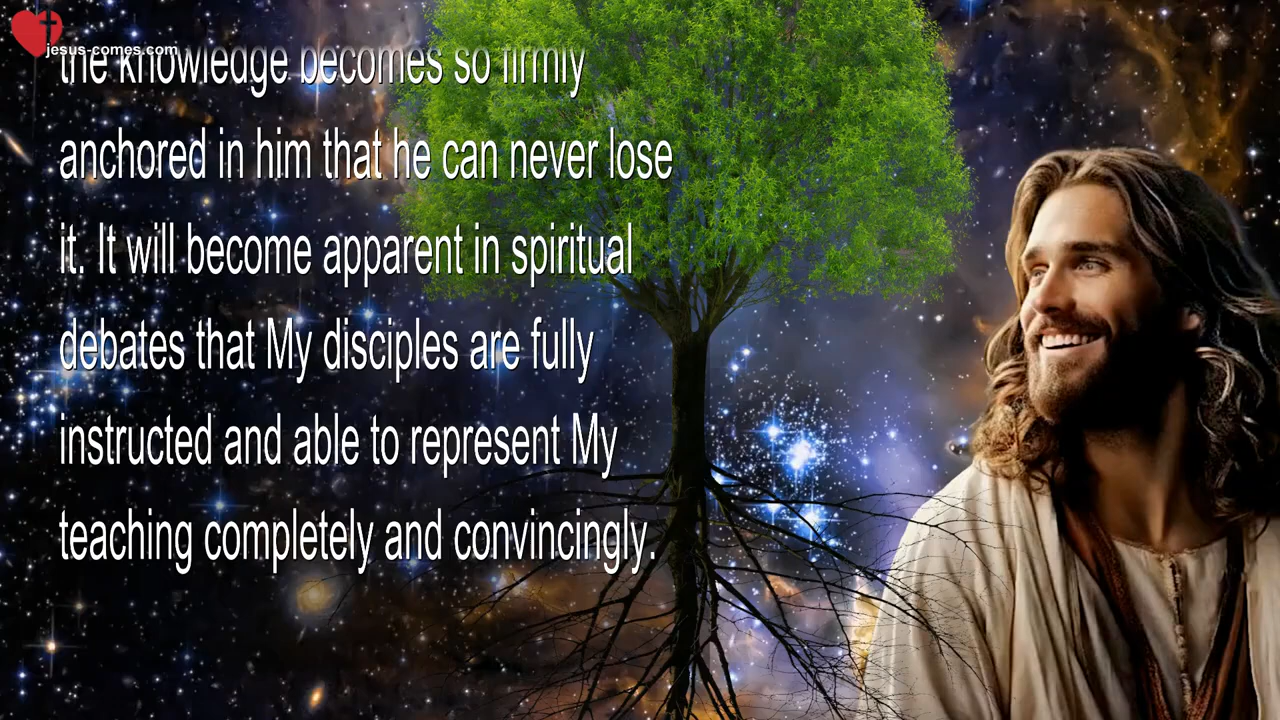 jesus-comes.com
the knowledge becomes so firmly
anchored in him that he can never lose
it. It will become apparent in spiritual
debates that My disciples are fully
instructed and able to represent My
teaching completely and convincingly.